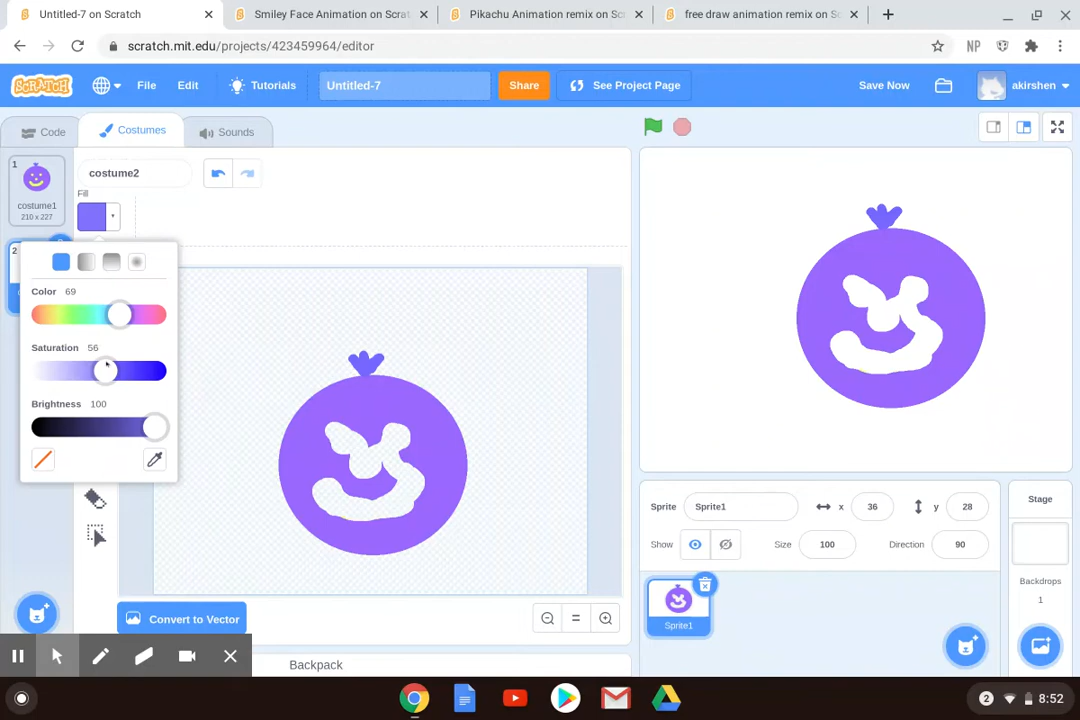 Untitled-7 on Scratch
Smiley Face Animation on Scrat
Pikachu Animation remix on Sc
free draw animation remix on Sc
scratch.mit.edu/projects/423459964/editor
NP
SCRATCH
File
Edit
Tutorials
Untitled-7
Share
See Project Page
Save Now
akirshen
Code
Costumes
Sounds
1
costume1
210 x 227
costume2
Fill
2
Color 69
Saturation 56
Brightness 100
Convert to Vector
Backpack
Sprite
Sprite1
x
36
y
28
Show
Size
100
Direction
90
Sprite1
Stage
Backdrops
1
2
8:52